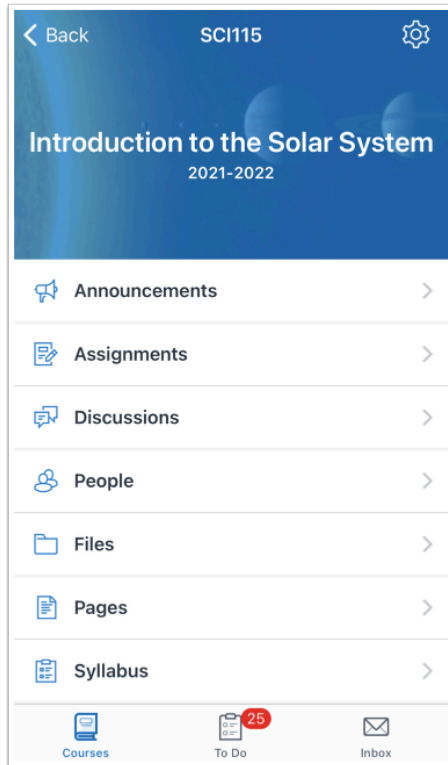 Back SCI115
Introduction to the Solar System
2021-2022
Announcements
Assignments
Discussions
People
Files
Pages
Syllabus
25
Courses To Do Inbox